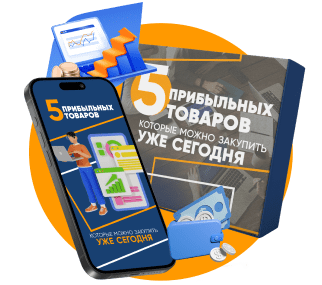 5 ПРИБЫЛЬНЫХ
ТОВАРОВ
КОТОРЫЕ МОЖНО ЗАКУПИТЬ
УЖЕ СЕГОДНЯ
5 ПРИБЫЛЬНЫХ
ТОВАРОВ
КОТОРЫЕ МОЖНО ЗАКУПИТЬ
УЖЕ СЕГОДНЯ